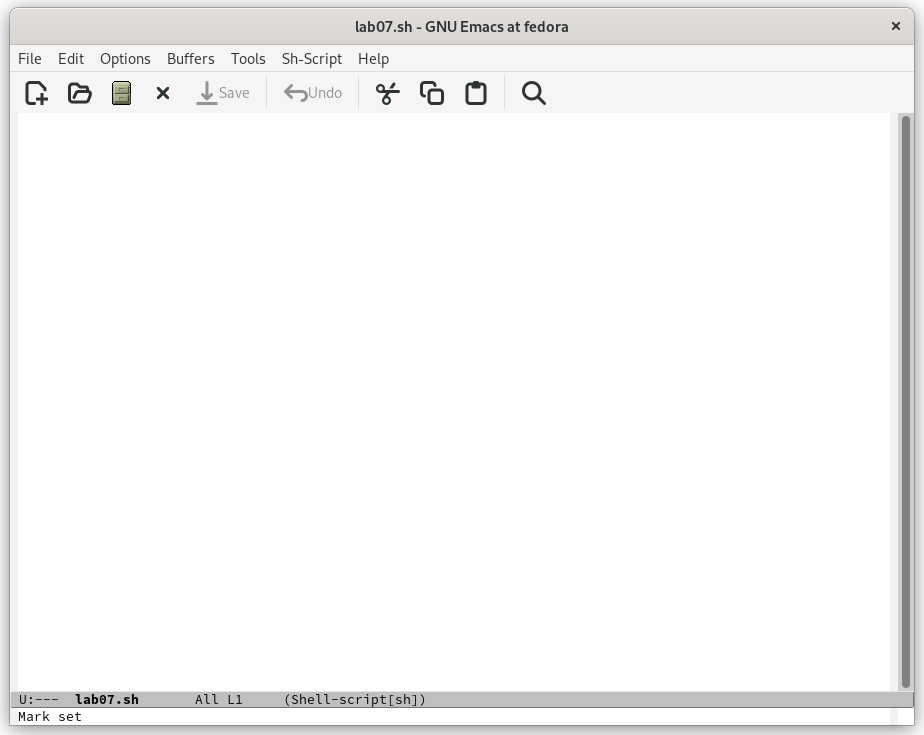 lab07.sh - GNU Emacs at fedora
File Edit Options Buffers Tools Sh-Script Help
Save Undo
U:--- lab07.sh All L1 (Shell-script[sh])
Mark set